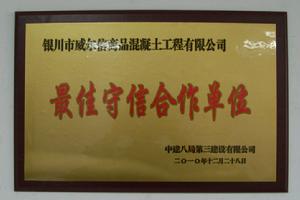 银川市威尔信商品混凝土工程有限公司
最佳守信合作单位
中建八局第三建设有限公司
二〇一〇年十二月二十八日